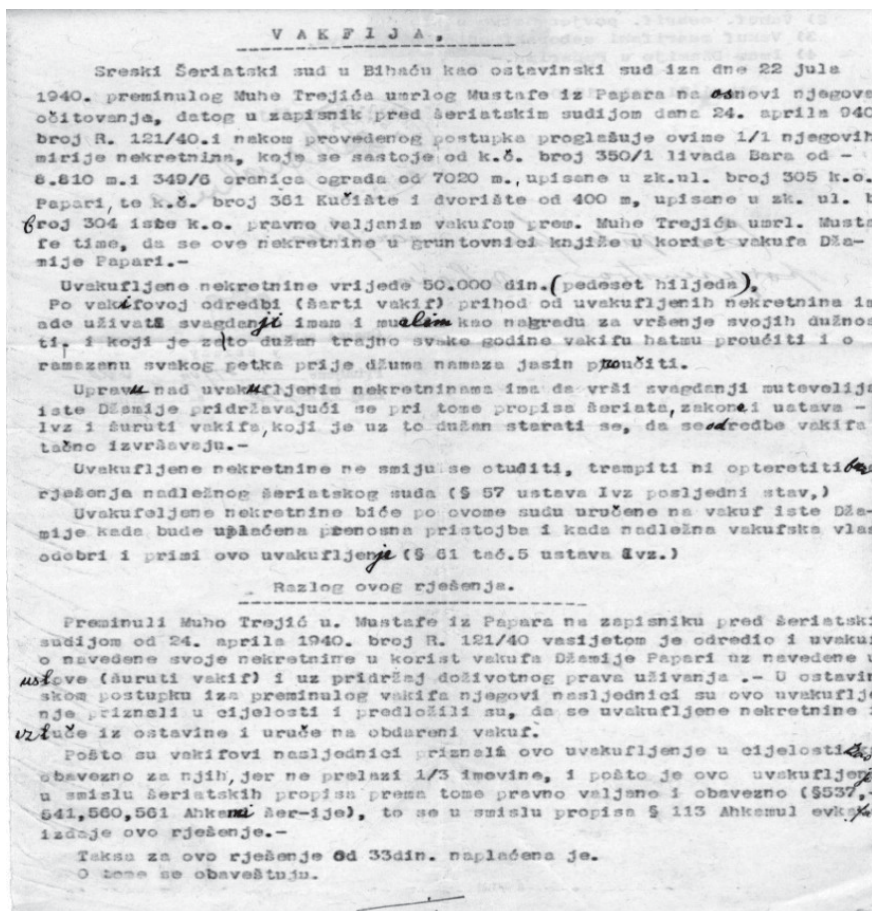 V A K F I J A ,
Sreski Šeriatski sud u Bihaću kao ostavinski sud iza dne 22 jula
1940. preminulog Muhe Trejića umrlog Mustafe iz Papara na osnovi njegove
očitovanja, datog u zapisnik pred šeriatskim sudijom dana 24. aprila 940
broj R. 121/40.i nakom provedenog postupka proglašuje ovime 1/1 njegovih
mirije nekretnina, koje se sastoje od k.č. broj 350/1 livada Bara od -
8.810 m.i 349/6 oranica ograda od 7020 m., upisane u zk.ul. broj 305 k.o.
Papari, te k.č. broj 361 Kučište i dvorište od 400 m, upisane u zk. ul. b
broj 304 iste k.o. pravno valjanim vakufom prem. Muhe Trejića umrl. Musta
fe time, da se ove nekretnine u gruntovnici knjiže u korist vakufa Dža-
mije Papari.-
Uvakufljene nekretnine vrijede 50.000 din.(pedeset hiljada),
Po vakifovoj odredbi (šarti vakif) prihod od uvakufljenih nekretnina im
ade uživati svagdanji imam i mualim kao nagradu za vršenje svojih dužnos
ti. i koji je zato dužan trajno svake godine vakifu hatmu proučiti i o
ramazanu svakog petka prije džuma namaza jasin proučiti.
Upravu nad uvakufljenim nekretninama ima da vrši svagdanji mutevelija
iste Džamije pridržavajući se pri tome propisa šeriata, zakona i ustava -
Ivz i šuruti vakifa, koji je uz to dužan starati se, da se odredbe vakifa
tačno izvršavaju.-
Uvakufljene nekretnine ne smiju se otuđiti, trampiti ni opteretiti bez
rješenja nadležnog šeriatskog suda (§ 57 ustava Ivz posljedni stav,)
Uvakufeljene nekretnine biće po ovome sudu uručene na vakuf iste Dža-
mije kada bude uplaćena prenosna pristojba i kada nadležna vakufska vlas
odobri i primi ovo uvakufljenje (§ 61 tač.5 ustava Ivz.)
Razlog ovog rješenja.
Preminuli Muho Trejić u. Mustafe iz Papara na zapisniku pred šeriatski
sudijom od 24. aprila 1940. broj R. 121/40 vasijetom je odredio i uvakuf
o navedene svoje nekretnine u korist vakufa Džamije Papari uz navedene u
uslove (šuruti vakif) i uz pridržaj doživotnog prava uživanja .- U ostavin
skom postupku iza preminulog vakifa njegovi nasljednici su ovo uvakuflje
nje priznali u cijelosti i predložili su, da se uvakufljene nekretnine i
izluče iz ostavine i uruče na obdareni vakuf.
Pošto su vakifovi nasljednici priznali ovo uvakufljenje u cijelosti
obavezno za njih, jer ne prelazi 1/3 imovine, i pošto je ovo uvakufljenje
u smislu šeriatskih propisa prema tome pravno valjano i obavezno (§537,-
541,560,561 Ahkami šer-ije), to se u smislu propisa § 113 Ahkemul evkaf
izdaje ovo rješenje.-
Taksa za ovo rješenje od 33din. naplaćena je.
O tome se obavještuju.